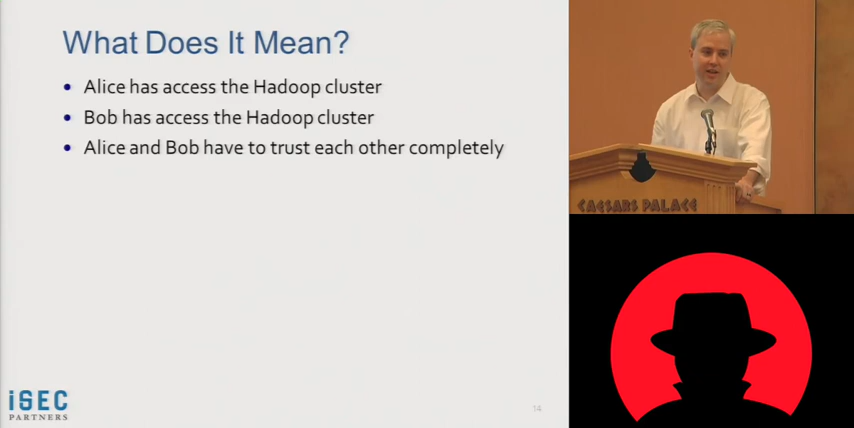 What Does It Mean?
Alice has access the Hadoop cluster
Bob has access the Hadoop cluster
Alice and Bob have to trust each other completely
CAESARS PALACE
iSEC
PARTNERS
14